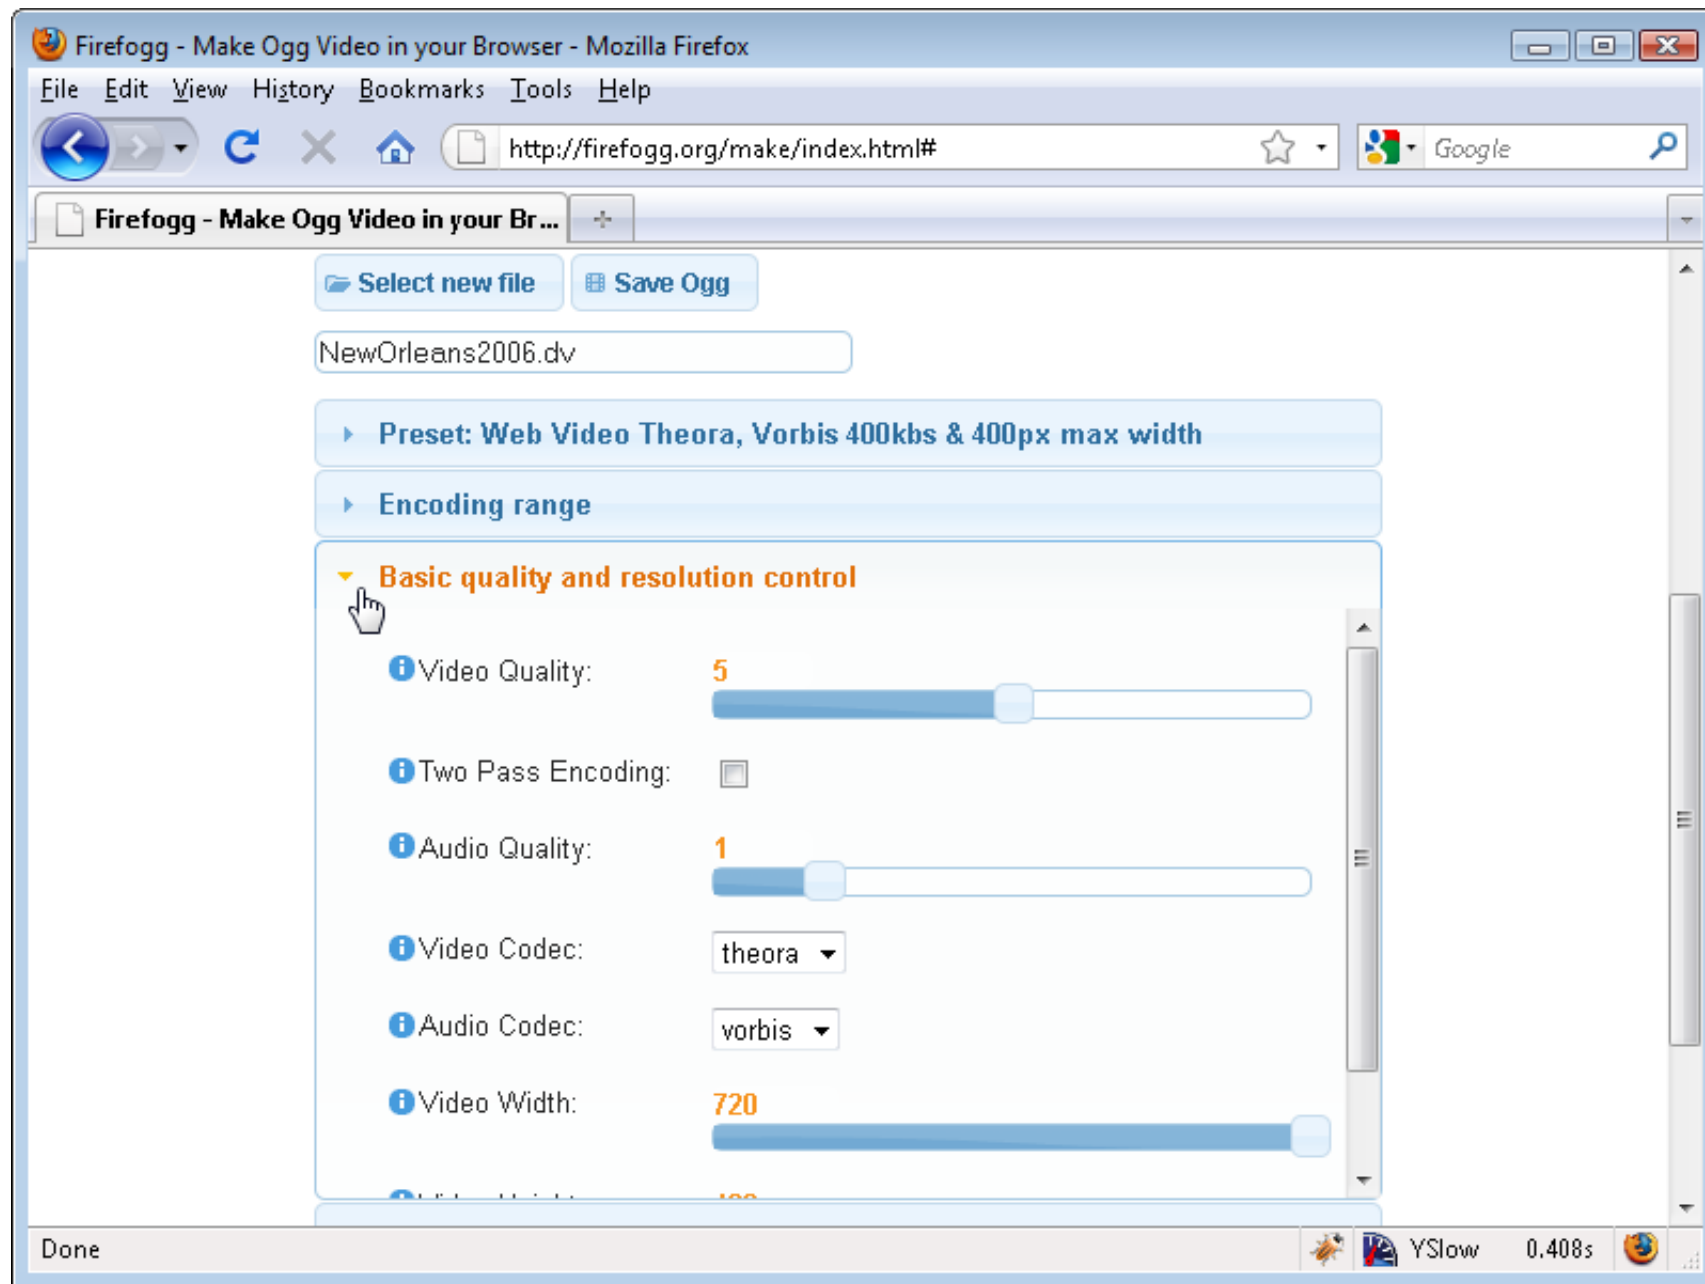 Firefogg - Make Ogg Video in your Browser - Mozilla Firefox
File Edit View History Bookmarks Tools Help
http://firefogg.org/make/index.html#
Google
Firefogg - Make Ogg Video in your Br...
Select new file Save Ogg
NewOrleans2006.dv
Preset: Web Video Theora, Vorbis 400kbs & 400px max width
Encoding range
Basic quality and resolution control
Video Quality: 5
Two Pass Encoding:
Audio Quality: 1
Video Codec: theora
Audio Codec: vorbis
Video Width: 720
Done YSlow 0.408s